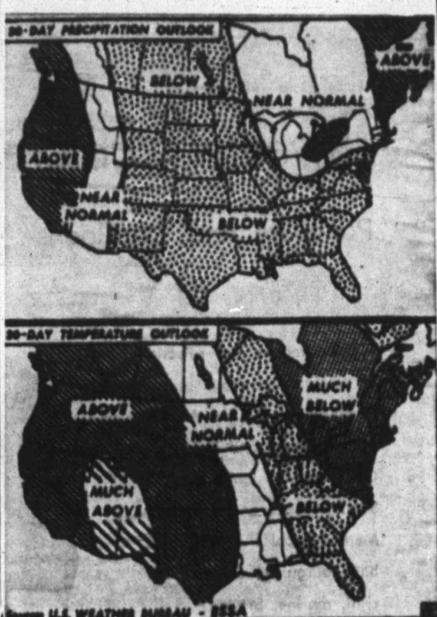 30-DAY PRECIPITATION OUTLOOK
ABOVE
BELOW
NEAR NORMAL
ABOVE
NEAR
NORMAL
BELOW
30-DAY TEMPERATURE OUTLOOK
MUCH
BELOW
ABOVE
NEAR
NORMAL
MUCH
ABOVE
BELOW
Source: U.S. WEATHER BUREAU - ESSA